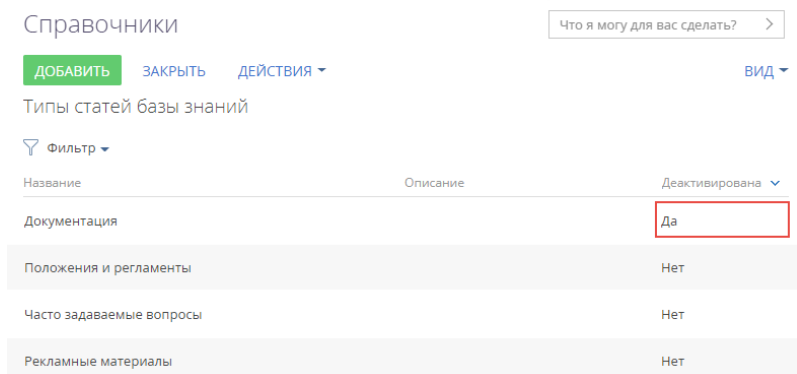 Справочники Что я могу для вас сделать?
ДОБАВИТЬ ЗАКРЫТЬ ДЕЙСТВИЯ ВИД
Типы статей базы знаний
Фильтр
Название Описание Деактивирована
Документация Да
Положения и регламенты Нет
Часто задаваемые вопросы Нет
Рекламные материалы Нет